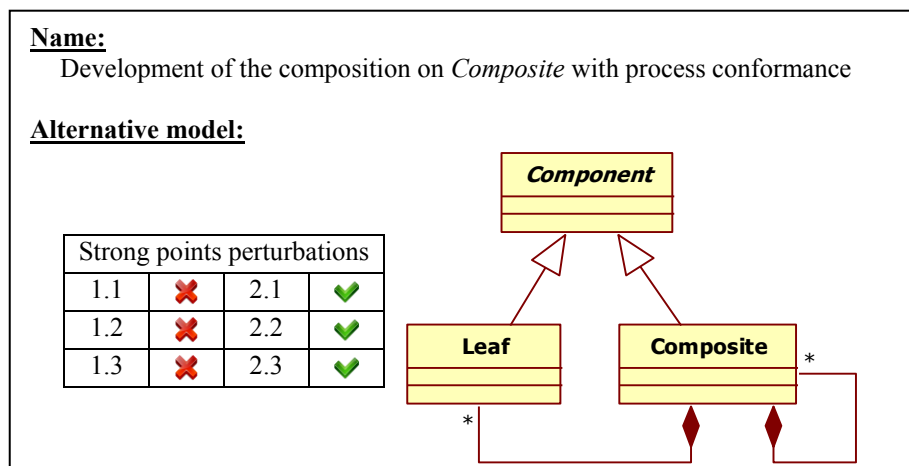 Name:
Development of the composition on Composite with process conformance
Alternative model:
Component
Strong points perturbations
1.1 2.1
1.2 2.2
1.3 2.3
Leaf
Composite
*
*